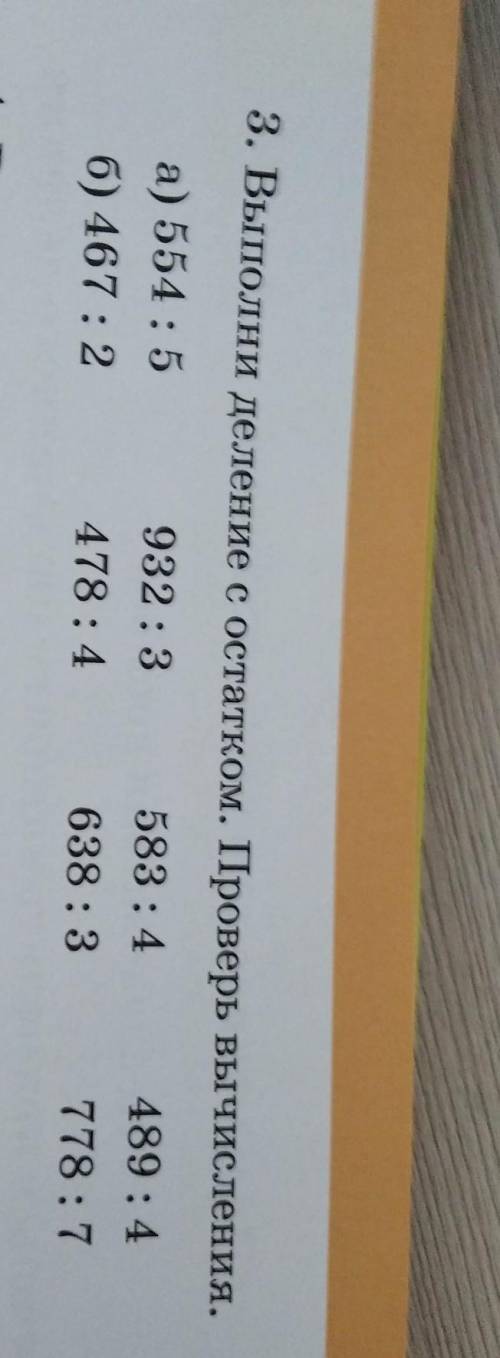 3. Выполни деление с остатком. Проверь вычисления.
а) 554 : 5 932 : 3 583 : 4 489 : 4
б) 467 : 2 478 : 4 638 : 3 778 : 7